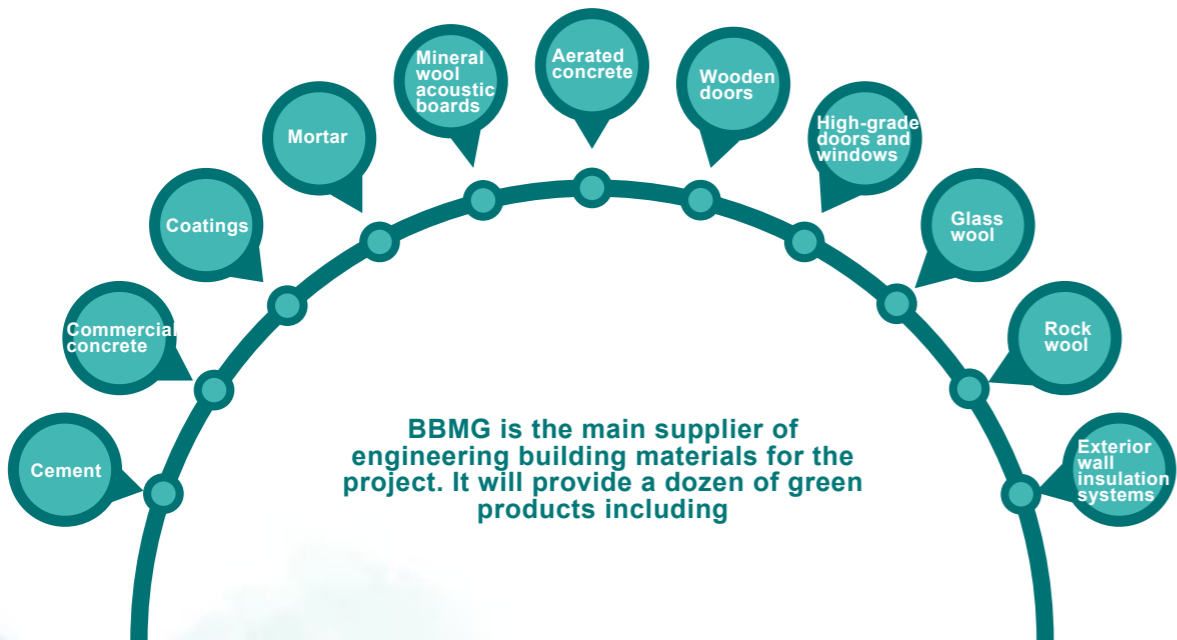 Cement
Commercial
concrete
Coatings
Mortar
Mineral
wool
acoustic
boards
Aerated
concrete
Wooden
doors
High-grade
doors and
windows
Glass
wool
Rock
wool
Exterior
wall
insulation
systems
BBMG is the main supplier of
engineering building materials for the
project. It will provide a dozen of green
products including